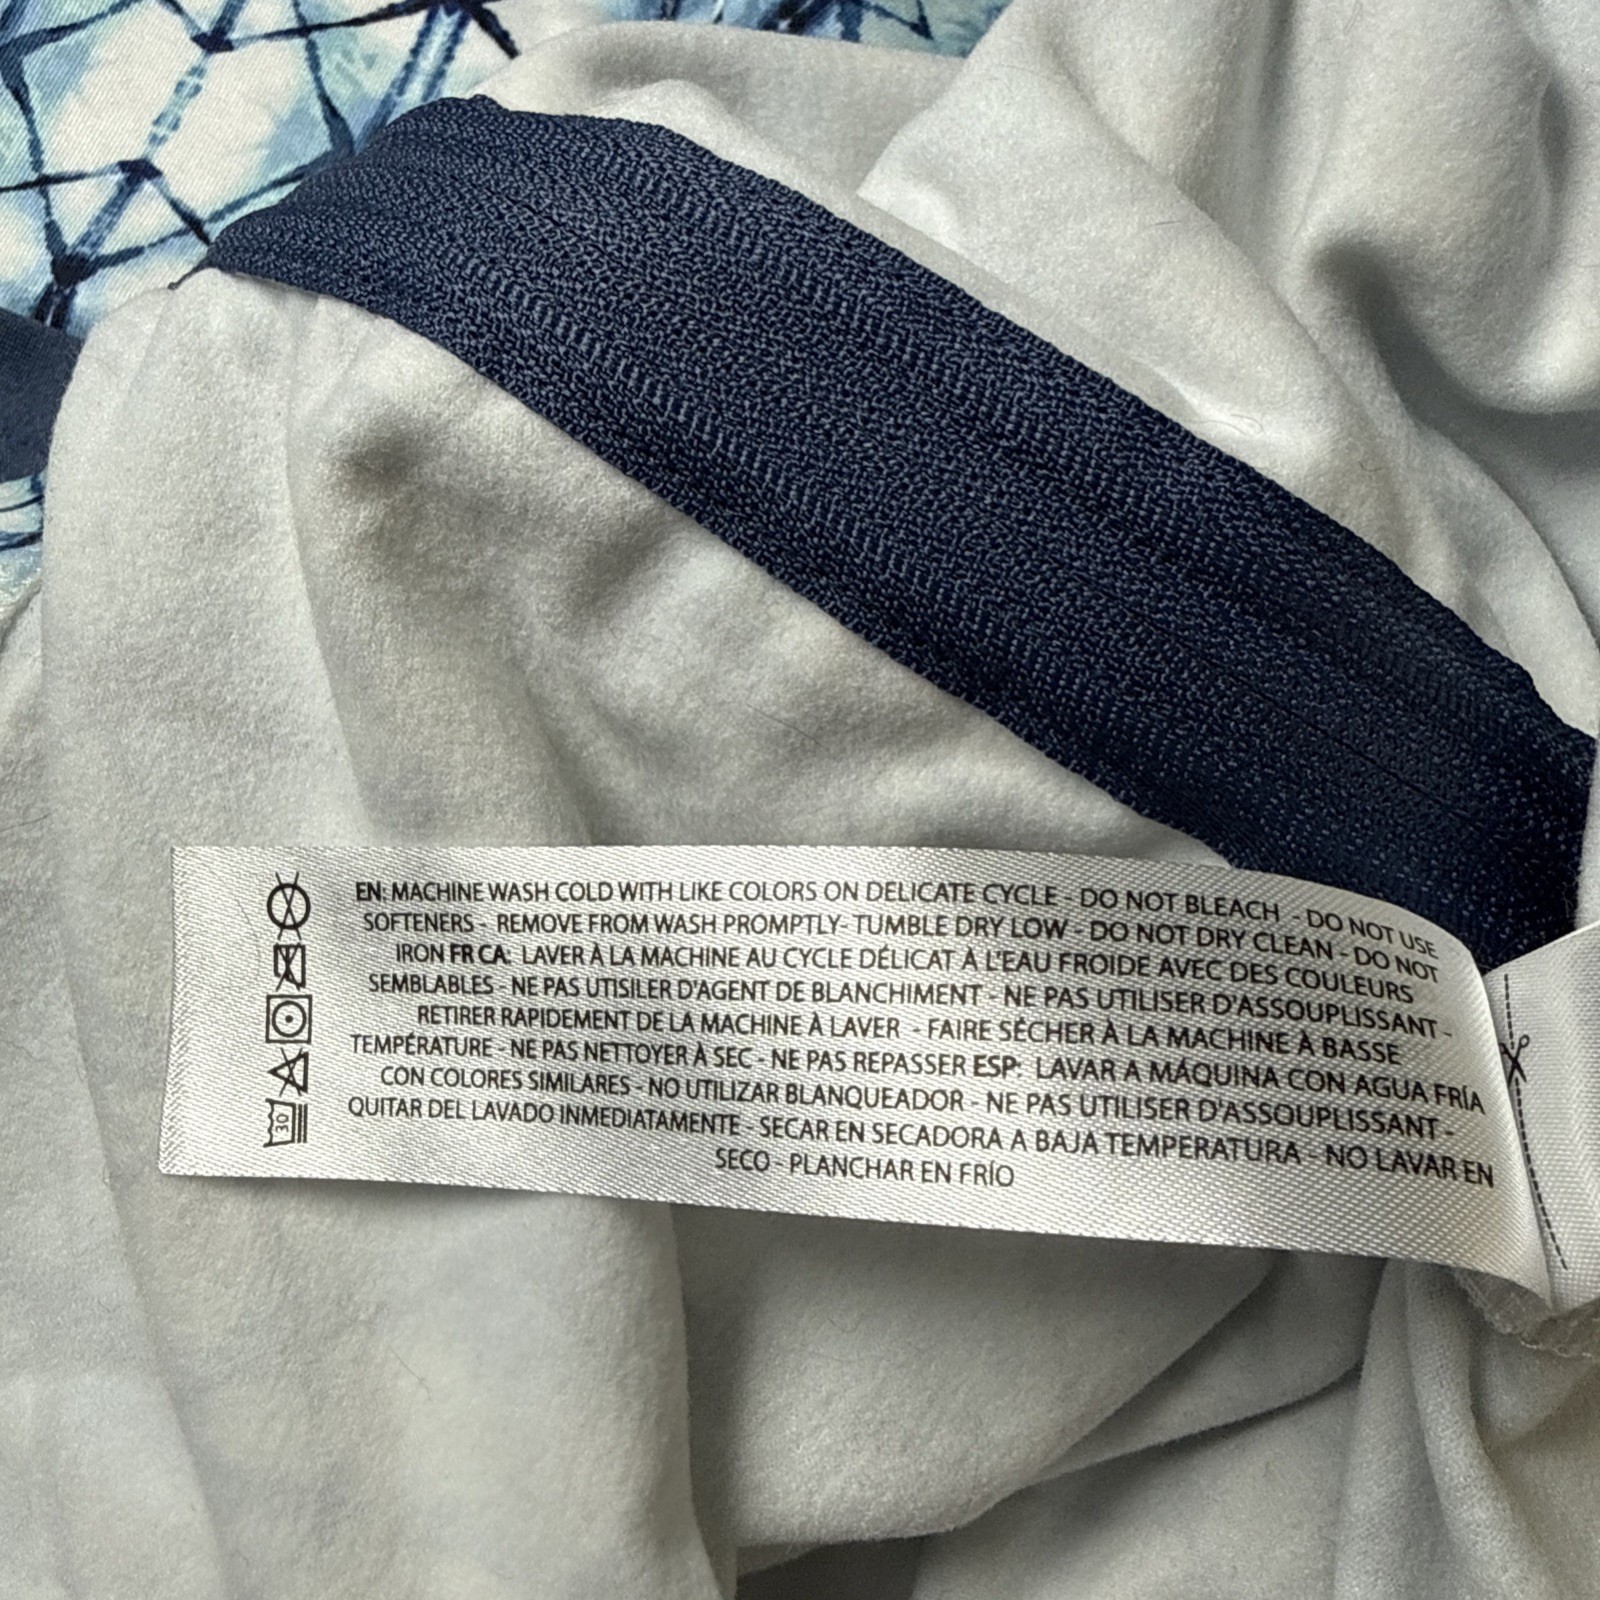 EN: MACHINE WASH COLD WITH LIKE COLORS ON DELICATE CYCLE - DO NOT BLEACH - DO NOT USE
SOFTENERS - REMOVE FROM WASH PROMPTLY- TUMBLE DRY LOW - DO NOT DRY CLEAN - DO NOT
IRON FR CA: LAVER À LA MACHINE AU CYCLE DÉLICAT À L'EAU FROIDE AVEC DES COULEURS
SEMBLABLES - NE PAS UTISILER D'AGENT DE BLANCHIMENT - NE PAS UTILISER D'ASSOUPLISSANT -
RETIRER RAPIDEMENT DE LA MACHINE À LAVER - FAIRE SÉCHER À LA MACHINE À BASSE
TEMPÉRATURE - NE PAS NETTOYER À SEC - NE PAS REPASSER ESP: LAVAR A MÁQUINA CON AGUA FRÍA
CON COLORES SIMILARES - NO UTILIZAR BLANQUEADOR - NE PAS UTILISER D'ASSOUPLISSANT -
QUITAR DEL LAVADO INMEDIATAMENTE - SECAR EN SECADORA A BAJA TEMPERATURA - NO LAVAR EN
SECO - PLANCHAR EN FRÍO
30